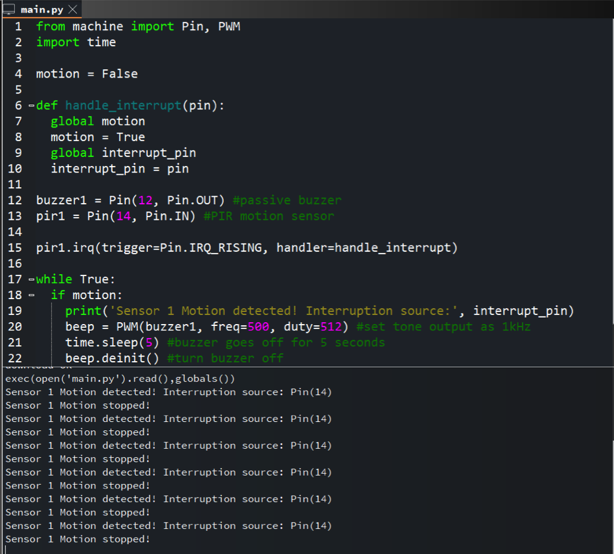 main.py
1 from machine import Pin, PWM
2 import time
3
4 motion = False
5
6 def handle_interrupt(pin):
7 global motion
8 motion = True
9 global interrupt_pin
10 interrupt_pin = pin
11
12 buzzer1 = Pin(12, Pin.OUT) #passive buzzer
13 pir1 = Pin(14, Pin.IN) #PIR motion sensor
14
15 pir1.irq(trigger=Pin.IRQ_RISING, handler=handle_interrupt)
16
17 while True:
18 if motion:
19 print('Sensor 1 Motion detected! Interruption source:', interrupt_pin)
20 beep = PWM(buzzer1, freq=500, duty=512) #set tone output as 1kHz
21 time.sleep(5) #buzzer goes off for 5 seconds
22 beep.deinit() #turn buzzer off
download ok
exec(open('main.py').read(),globals())
Sensor 1 Motion detected! Interruption source: Pin(14)
Sensor 1 Motion stopped!
Sensor 1 Motion detected! Interruption source: Pin(14)
Sensor 1 Motion stopped!
Sensor 1 Motion detected! Interruption source: Pin(14)
Sensor 1 Motion stopped!
Sensor 1 Motion detected! Interruption source: Pin(14)
Sensor 1 Motion stopped!
Sensor 1 Motion detected! Interruption source: Pin(14)
Sensor 1 Motion stopped!
Sensor 1 Motion detected! Interruption source: Pin(14)
Sensor 1 Motion stopped!